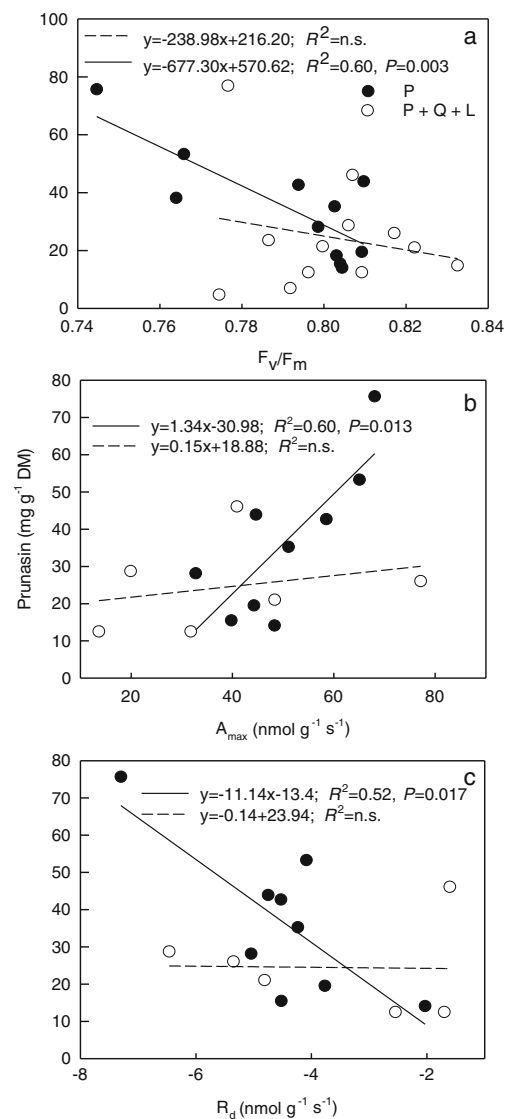 100
80
60
40
20
0
y=-238.98x+216.20; R²=n.s.
y=-677.30x+570.62; R²=0.60, P=0.003
a
P
P + Q + L
0.74 0.76 0.78 0.80 0.82 0.84
Fv/Fm
80
70
60
50
40
30
20
10
0
Prunasin (mg g⁻¹ DM)
y=1.34x-30.98; R²=0.60, P=0.013
y=0.15x+18.88; R²=n.s.
b
20 40 60 80
Amax (nmol g⁻¹ s⁻¹)
80
70
60
50
40
30
20
10
0
y=-11.14x-13.4; R²=0.52, P=0.017
y=-0.14+23.94; R²=n.s.
c
-8 -6 -4 -2
Rd (nmol g⁻¹ s⁻¹)